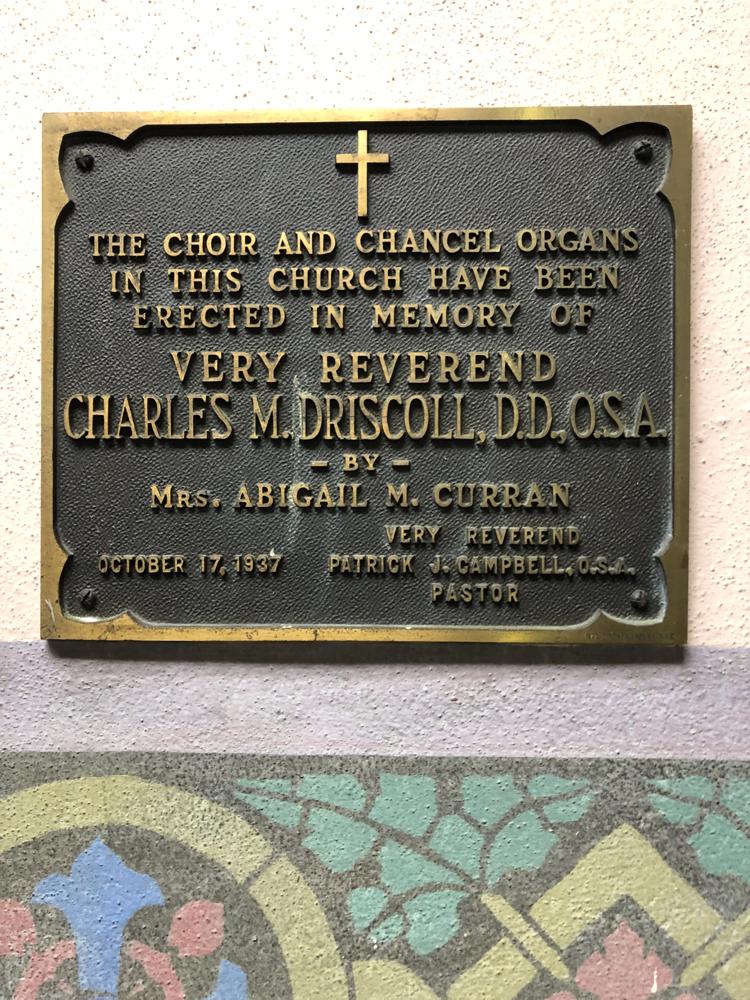 THE CHOIR AND CHANCEL ORGANS
IN THIS CHURCH HAVE BEEN
ERECTED IN MEMORY OF
VERY REVEREND
CHARLES M. DRISCOLL, D.D., O.S.A.
– BY –
MRS. ABIGAIL M. CURRAN
OCTOBER 17, 1937
VERY REVEREND
PATRICK J. CAMPBELL, O.S.A.
PASTOR